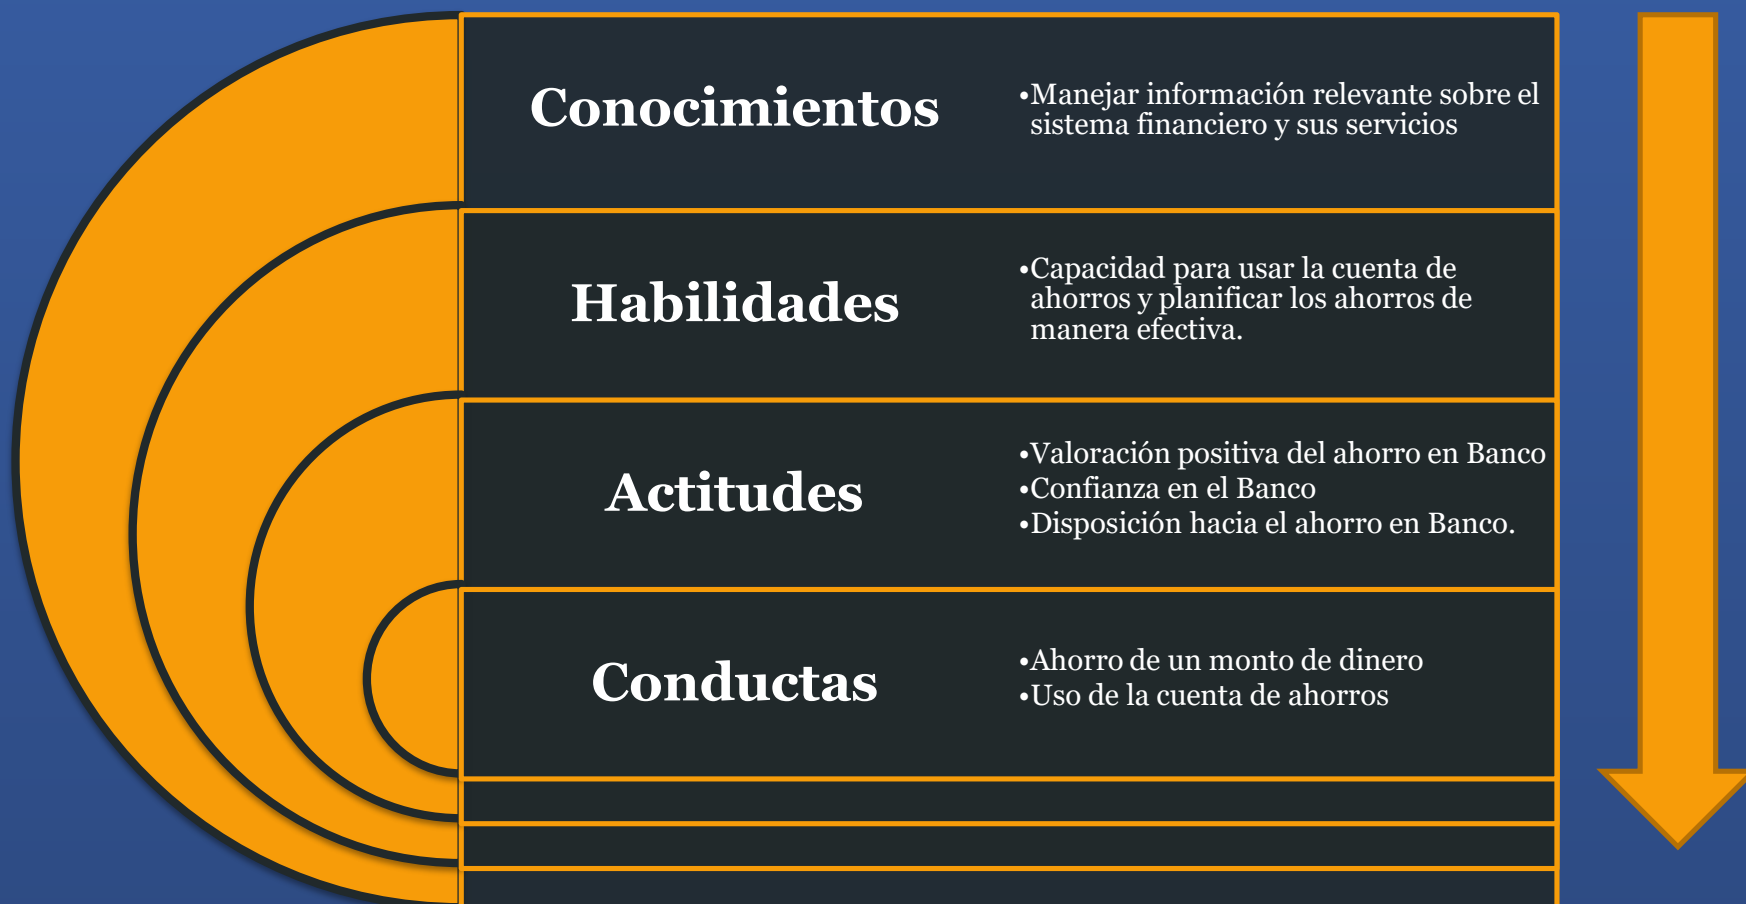 Conocimientos
•Manejar información relevante sobre el
sistema financiero y sus servicios
Habilidades
•Capacidad para usar la cuenta de
ahorros y planificar los ahorros de
manera efectiva.
Actitudes
•Valoración positiva del ahorro en Banco
•Confianza en el Banco
•Disposición hacia el ahorro en Banco.
Conductas
•Ahorro de un monto de dinero
•Uso de la cuenta de ahorros